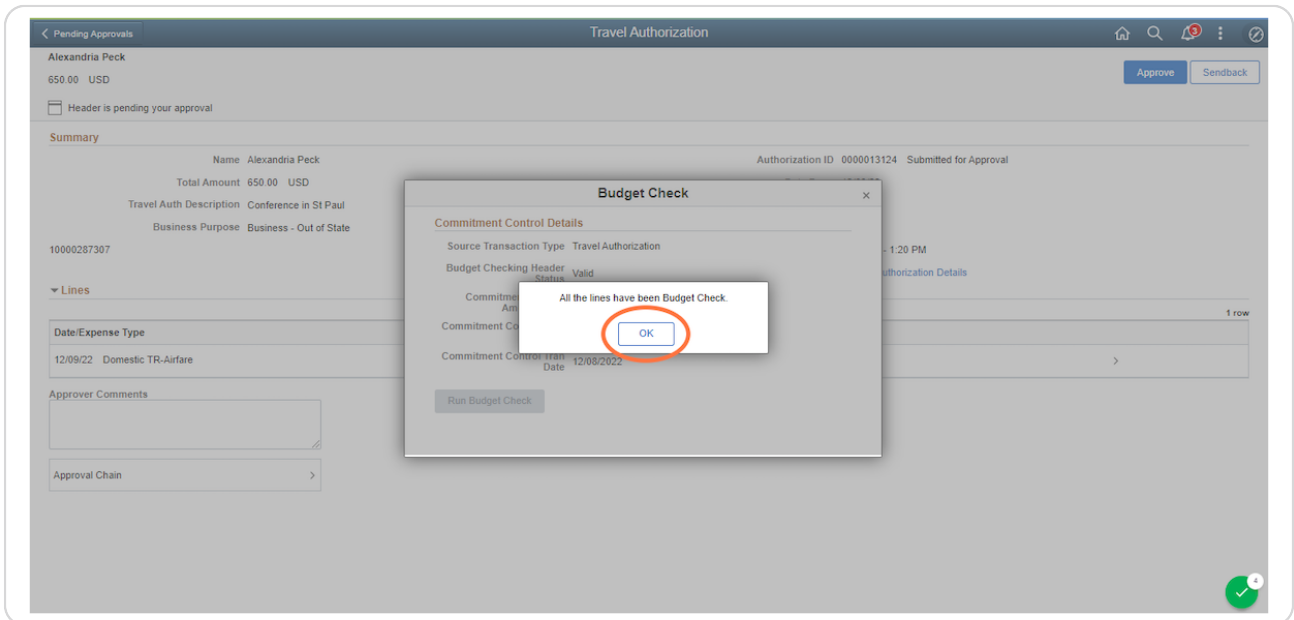 Pending Approvals
Travel Authorization
3
Alexandria Peck
650.00 USD
Approve
Sendback
Header is pending your approval
Summary
Name Alexandria Peck
Authorization ID 0000013124 Submitted for Approval
Total Amount 650.00 USD
Travel Auth Description Conference in St Paul
Business Purpose Business - Out of State
10000287307
- 1:20 PM
uthorization Details
Lines
1 row
Date/Expense Type
12/09/22 Domestic TR-Airfare
Approver Comments
Approval Chain
Budget Check
Commitment Control Details
Source Transaction Type Travel Authorization
Budget Checking Header Status Valid
Commitme
Am
Commitment Co
Commitment Control Tran Date 12/08/2022
Run Budget Check
All the lines have been Budget Check.
OK
4